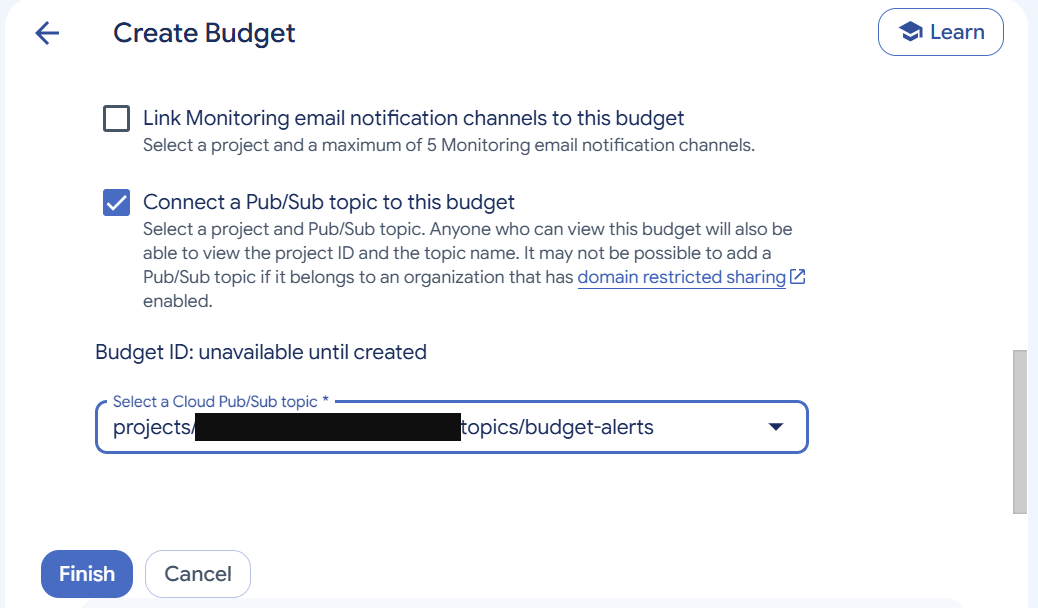 Create Budget
Learn
Link Monitoring email notification channels to this budget
Select a project and a maximum of 5 Monitoring email notification channels.
Connect a Pub/Sub topic to this budget
Select a project and Pub/Sub topic. Anyone who can view this budget will also be
able to view the project ID and the topic name. It may not be possible to add a
Pub/Sub topic if it belongs to an organization that has domain restricted sharing
enabled.
Budget ID: unavailable until created
Select a Cloud Pub/Sub topic *
projects/ topics/budget-alerts
Finish
Cancel